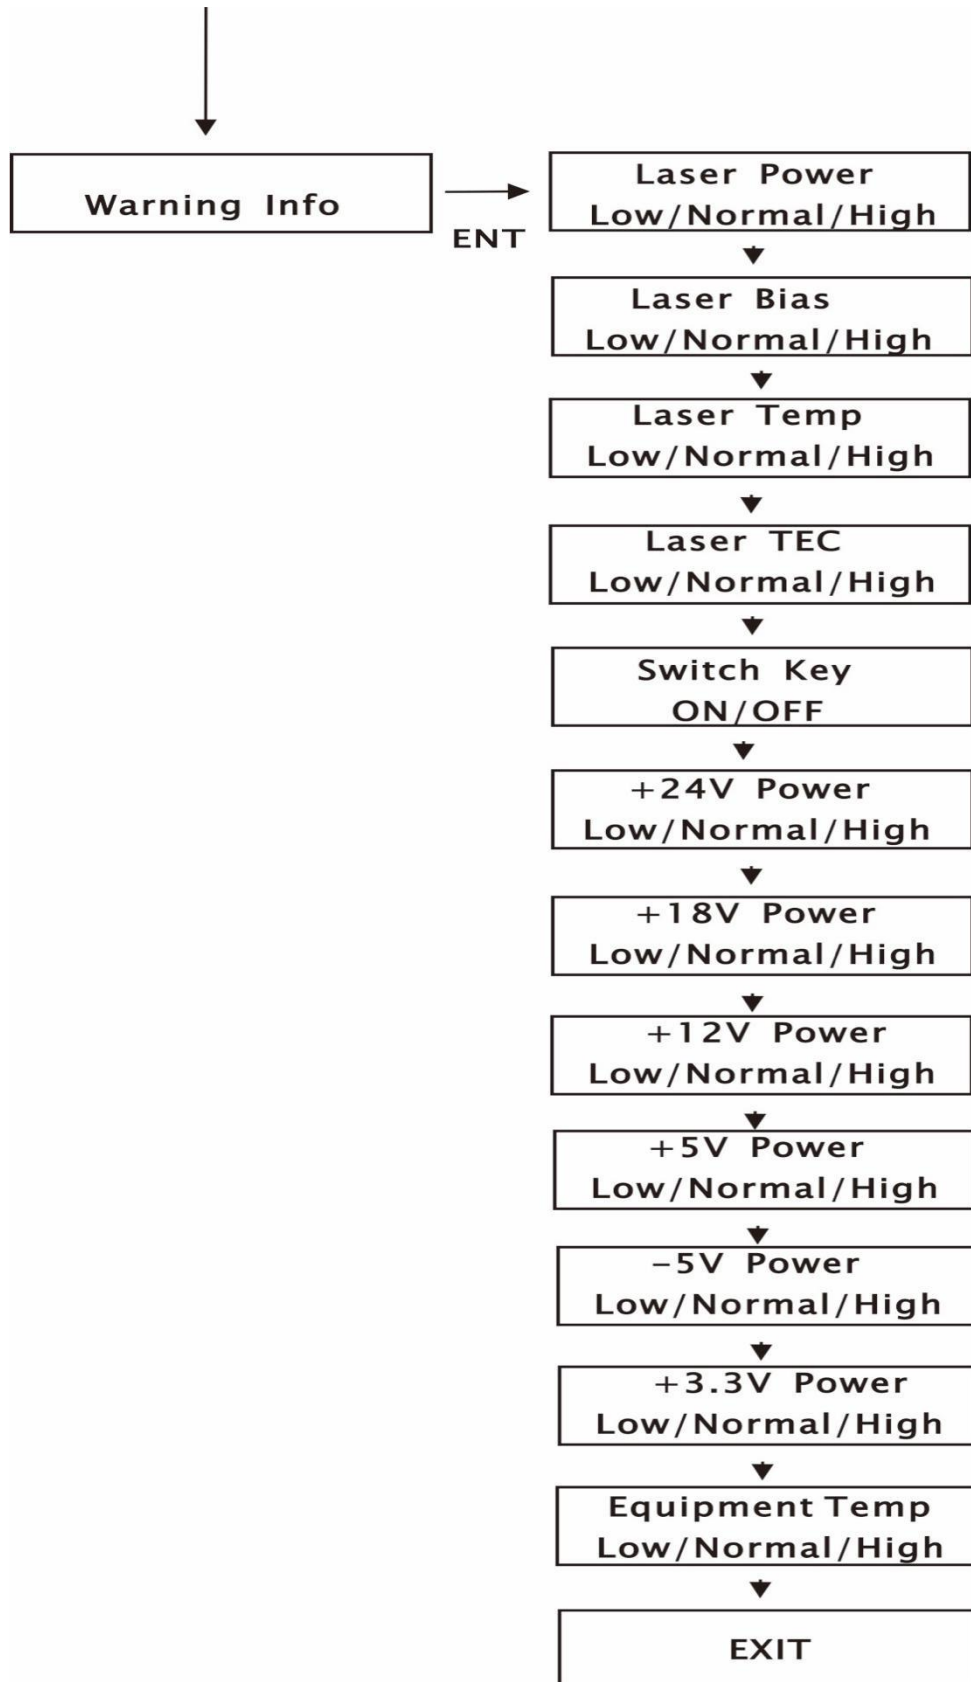 Warning Info
ENT
Laser Power
Low/Normal/High
Laser Bias
Low/Normal/High
Laser Temp
Low/Normal/High
Laser TEC
Low/Normal/High
Switch Key
ON/OFF
+24V Power
Low/Normal/High
+18V Power
Low/Normal/High
+12V Power
Low/Normal/High
+5V Power
Low/Normal/High
-5V Power
Low/Normal/High
+3.3V Power
Low/Normal/High
Equipment Temp
Low/Normal/High
EXIT